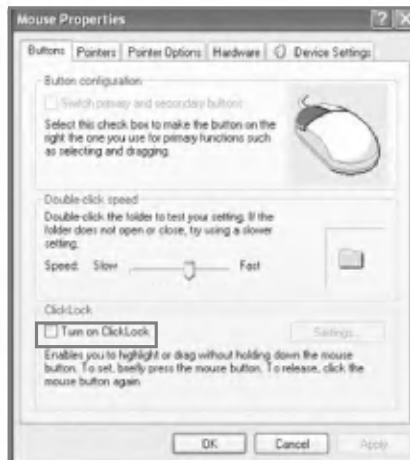 Mouse Properties
Buttons Pointers Pointer Options Hardware Device Settings
Button configuration
Switch primary and secondary buttons
Select this check box to make the button on the
right the one you use for primary functions such
as selecting and dragging.
Double-click speed
Double-click the folder to test your setting. If the
folder does not open or close, try using a slower
setting.
Speed: Slow Fast
ClickLock
Turn on ClickLock
Settings...
Enables you to highlight or drag without holding down the mouse
button. To set, briefly press the mouse button. To release, click the
mouse button again.
OK Cancel Apply